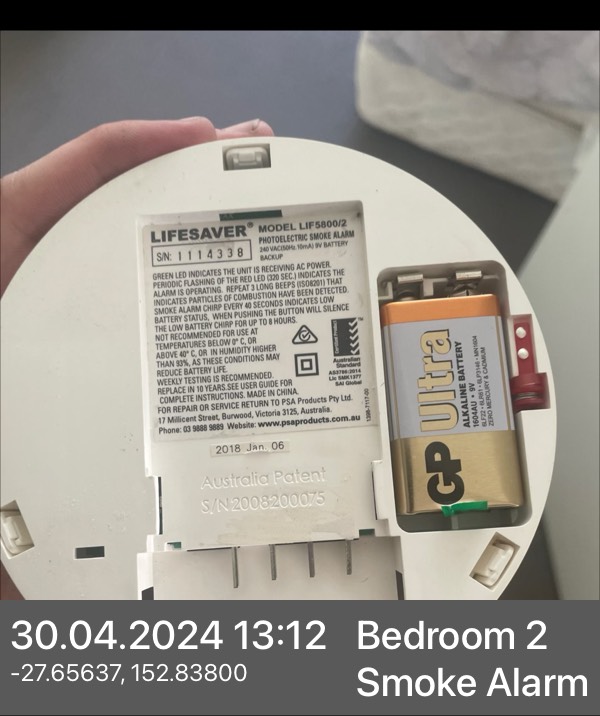 LIFESAVER® MODEL LIF5800/2
S/N: 1114338
PHOTOELECTRIC SMOKE ALARM
240 VAC(50Hz, 10mA) 9V BATTERY
BACKUP
GREEN LED INDICATES THE UNIT IS RECEIVING AC POWER.
PERIODIC FLASHING OF THE RED LED (320 SEC.) INDICATES THE
ALARM IS OPERATING. REPEAT 3 LONG BEEPS (ISO8201) THAT
INDICATES PARTICLES OF COMBUSTION HAVE BEEN DETECTED.
SMOKE ALARM CHIRP EVERY 40 SECONDS INDICATES LOW
BATTERY STATUS, WHEN PUSHING THE BUTTON WILL SILENCE
THE LOW BATTERY CHIRP FOR UP TO 8 HOURS.
NOT RECOMMENDED FOR USE AT
TEMPERATURES BELOW 0° C, OR
ABOVE 40° C, OR IN HUMIDITY HIGHER
THAN 93%, AS THESE CONDITIONS MAY
REDUCE BATTERY LIFE.
WEEKLY TESTING IS RECOMMENDED.
REPLACE IN 10 YEARS.SEE USER GUIDE FOR
COMPLETE INSTRUCTIONS. MADE IN CHINA.
FOR REPAIR OR SERVICE RETURN TO PSA Products Pty Ltd.
17 Millicent Street, Burwood, Victoria 3125, Australia.
Phone: 03 9888 9889 Website: www.psaproducts.com.au
Australian
Standard
AS3786:2014
Lic SMK1377
SAI Global
2018 Jan. 06
Australia Patent
S/N 2008200075
GP Ultra
ALKALINE BATTERY
1604AU • 9V
ZERO MERCURY & CADMIUM
30.04.2024 13:12
-27.65637, 152.83800
Bedroom 2
Smoke Alarm